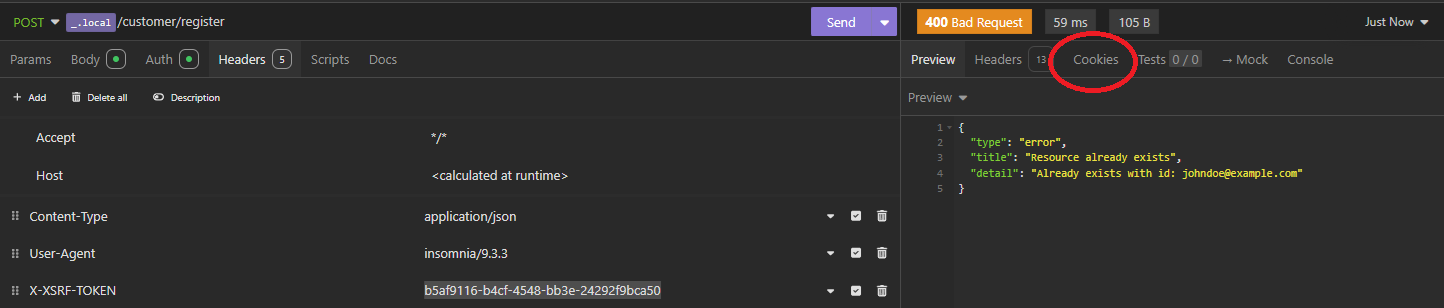 POST _.local /customer/register Send
400 Bad Request 59 ms 105 B Just Now
Params Body Auth Headers 5 Scripts Docs
Preview Headers 13 Cookies Tests 0 / 0 → Mock Console
+ Add Delete all Description
Preview
Accept */*
Host <calculated at runtime>
Content-Type application/json
User-Agent insomnia/9.3.3
X-XSRF-TOKEN b5af9116-b4cf-4548-bb3e-24292f9bca50
1 {
2 "type": "error",
3 "title": "Resource already exists",
4 "detail": "Already exists with id: johndoe@example.com"
5 }